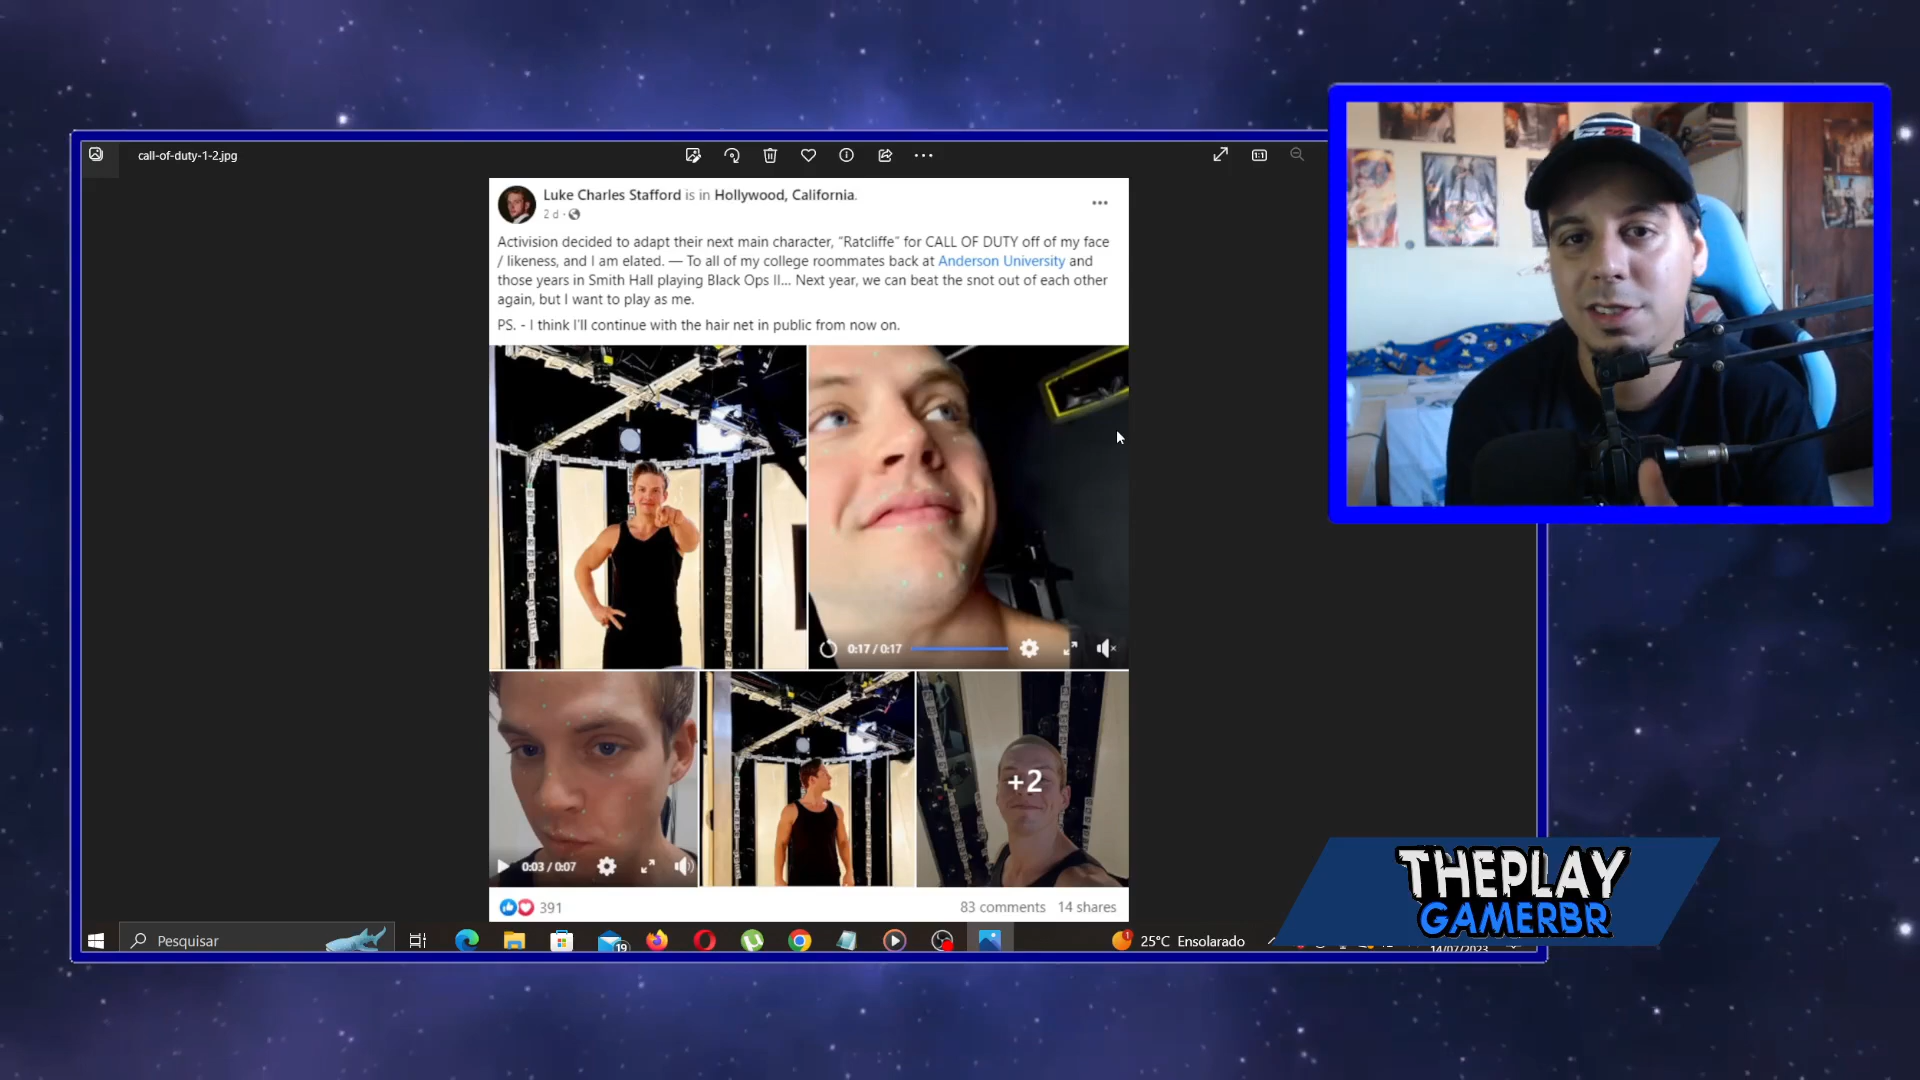 call-of-duty-1-2.jpg
Luke Charles Stafford is in Hollywood, California.
2 d
Activision decided to adapt their next main character, "Ratcliffe" for CALL OF DUTY off of my face
/ likeness, and I am elated. — To all of my college roommates back at Anderson University and
those years in Smith Hall playing Black Ops II... Next year, we can beat the snot out of each other
again, but I want to play as me.
PS. - I think I'll continue with the hair net in public from now on.
0:17 / 0:17
0:03 / 0:07
+2
391
83 comments 14 shares
THEPLAY
GAMERBR
Pesquisar
19
1
25°C Ensolarado
14/07/2023